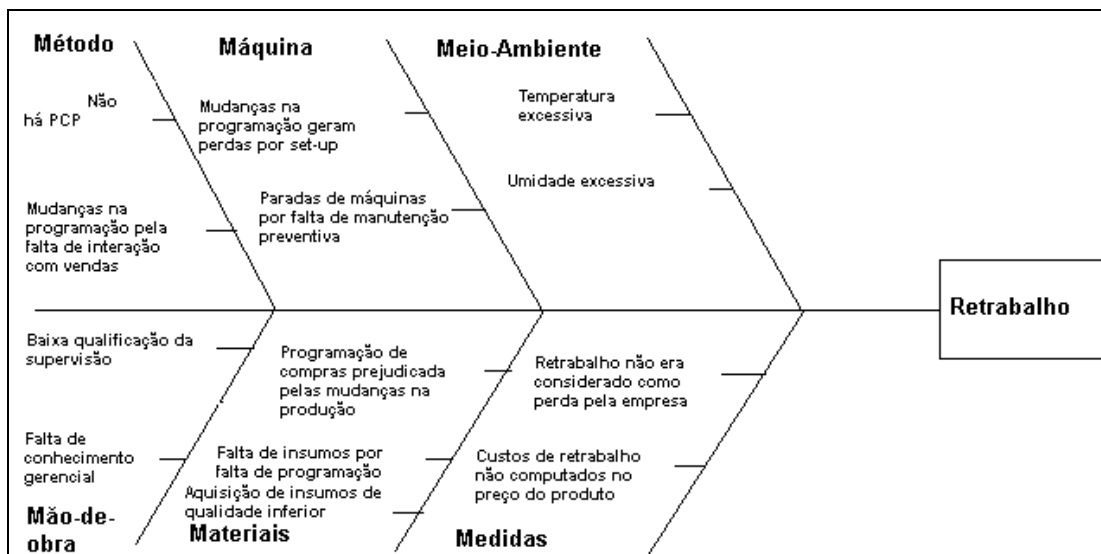 Método
Não
há PCP
Mudanças na
programação pela
falta de interação
com vendas
Máquina
Mudanças na
programação geram
perdas por set-up
Paradas de máquinas
por falta de manutenção
preventiva
Meio-Ambiente
Temperatura
excessiva
Umidade excessiva
Retrabalho
Baixa qualificação da
supervisão
Falta de
conhecimento
gerencial
Mão-de-
obra
Programação de
compras prejudicada
pelas mudanças na
produção
Falta de insumos por
falta de programação
Aquisição de insumos de
qualidade inferior
Materiais
Retrabalho não era
considerado como
perda pela empresa
Custos de retrabalho
não computados no
preço do produto
Medidas